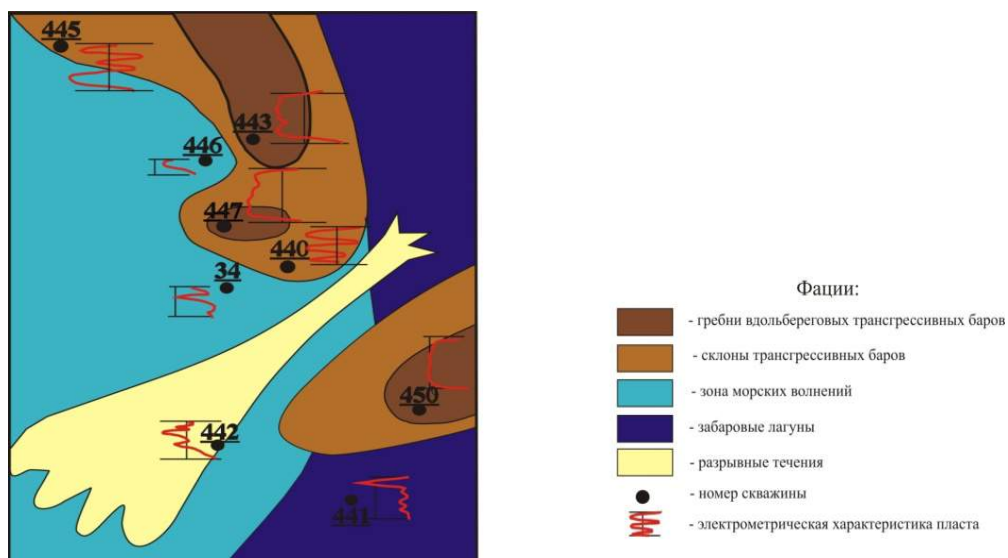 445
443
446
447
440
34
450
442
441
Фации:
- гребни вдольбереговых трансгрессивных баров
- склоны трансгрессивных баров
- зона морских волнений
- забаровые лагуны
- разрывные течения
- номер скважины
- электрометрическая характеристика пласта